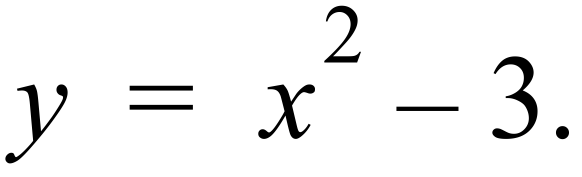 y = x² − 3.